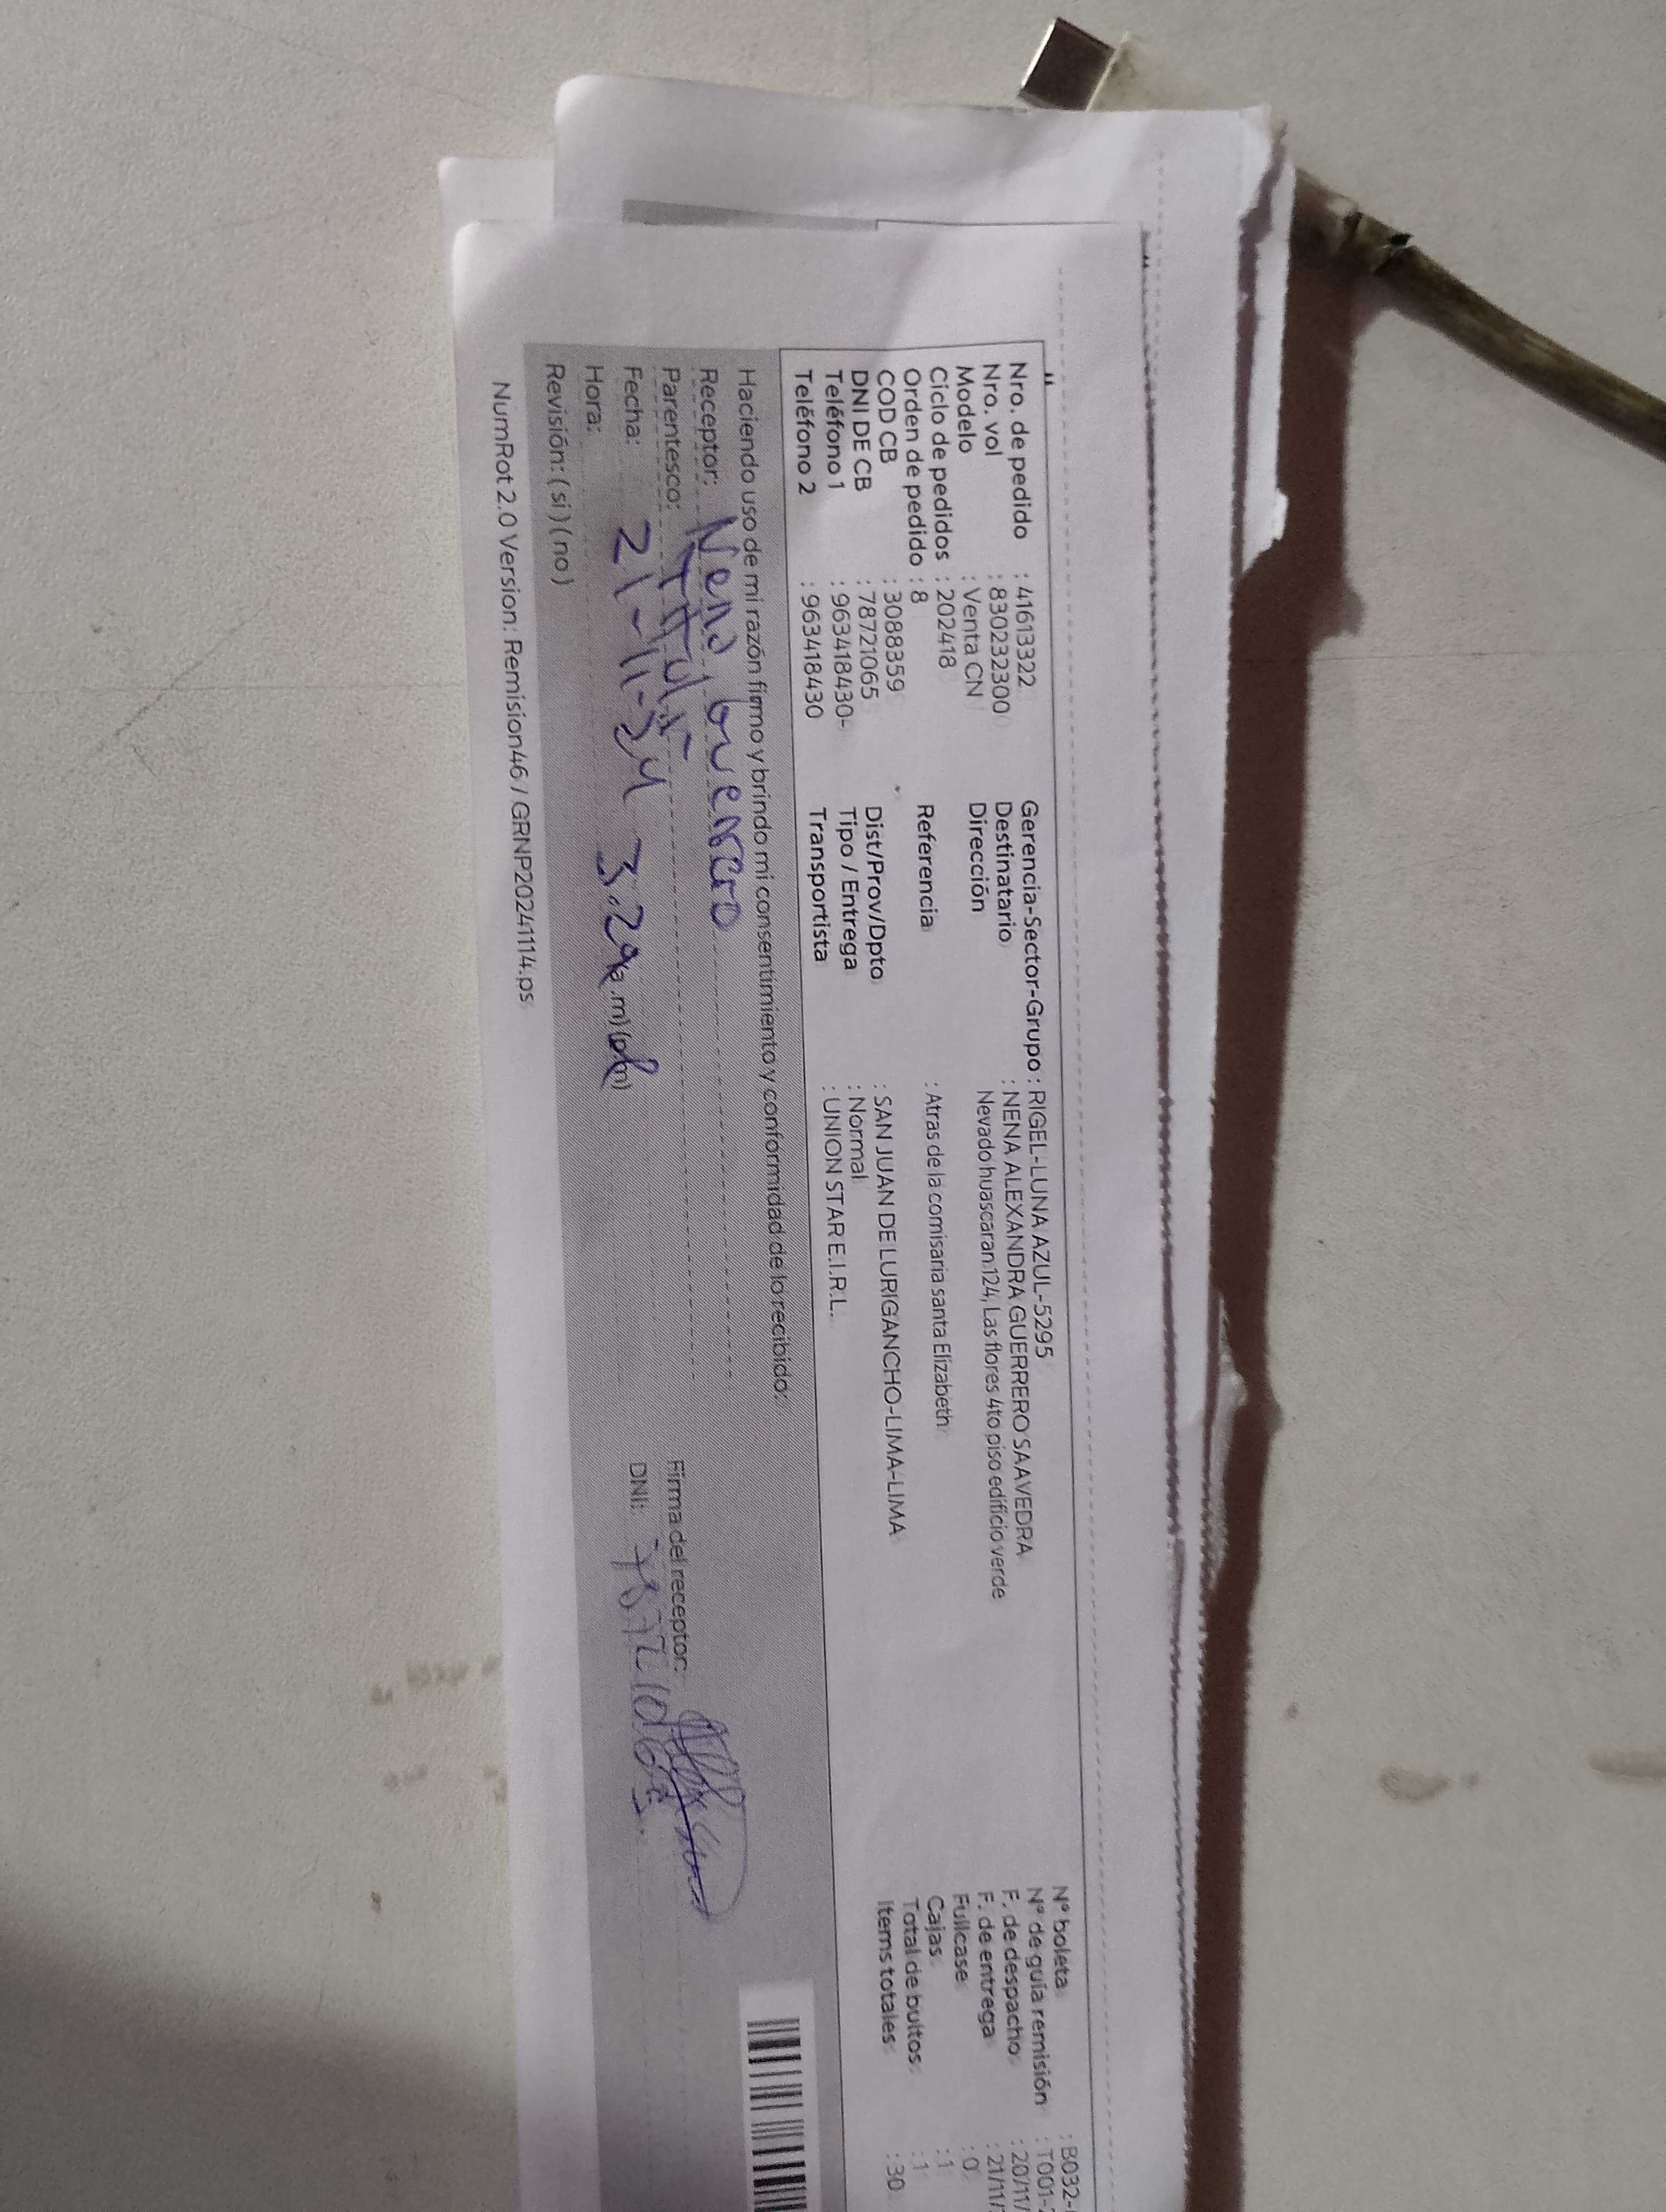 Nro. de pedido : 41613322
Nro. vol : 830232300
Modelo : Venta CN
Ciclo de pedidos : 202418
Orden de pedido : 8
COD CB : 3088359
DNI DE CB : 78721065
Teléfono 1 : 963418430-
Teléfono 2 : 963418430
Gerencia-Sector-Grupo : RIGEL-LUNA AZUL-5295
Destinatario : NENA ALEXANDRA GUERRERO SAAVEDRA
Dirección Nevado huascaran 124, Las flores 4to piso edificio verde
Referencia : Atras de la comisaria santa Elizabeth
Dist/Prov/Dpto : SAN JUAN DE LURIGANCHO-LIMA-LIMA
Tipo / Entrega : Normal
Transportista : UNION STAR E.I.R.L.
N° boleta : B032-
N° de guía remisión : T001-
F. de despacho : 20/11/
F. de entrega : 21/11/
Fullcase : 0
Cajas : 1
Total de bultos : 1
Items totales : 30
Haciendo uso de mi razón firmo y brindo mi consentimiento y conformidad de lo recibido:
Receptor: Nena Guerrero
Parentesco: Titular
Fecha: 21-11-24
Hora: 3:29 (a.m) (p.m)
Revisión: ( si ) ( no )
Firma del receptor:
DNI: 78721065.
NumRot 2.0 Version: Remision46 / GRNP20241114.ps